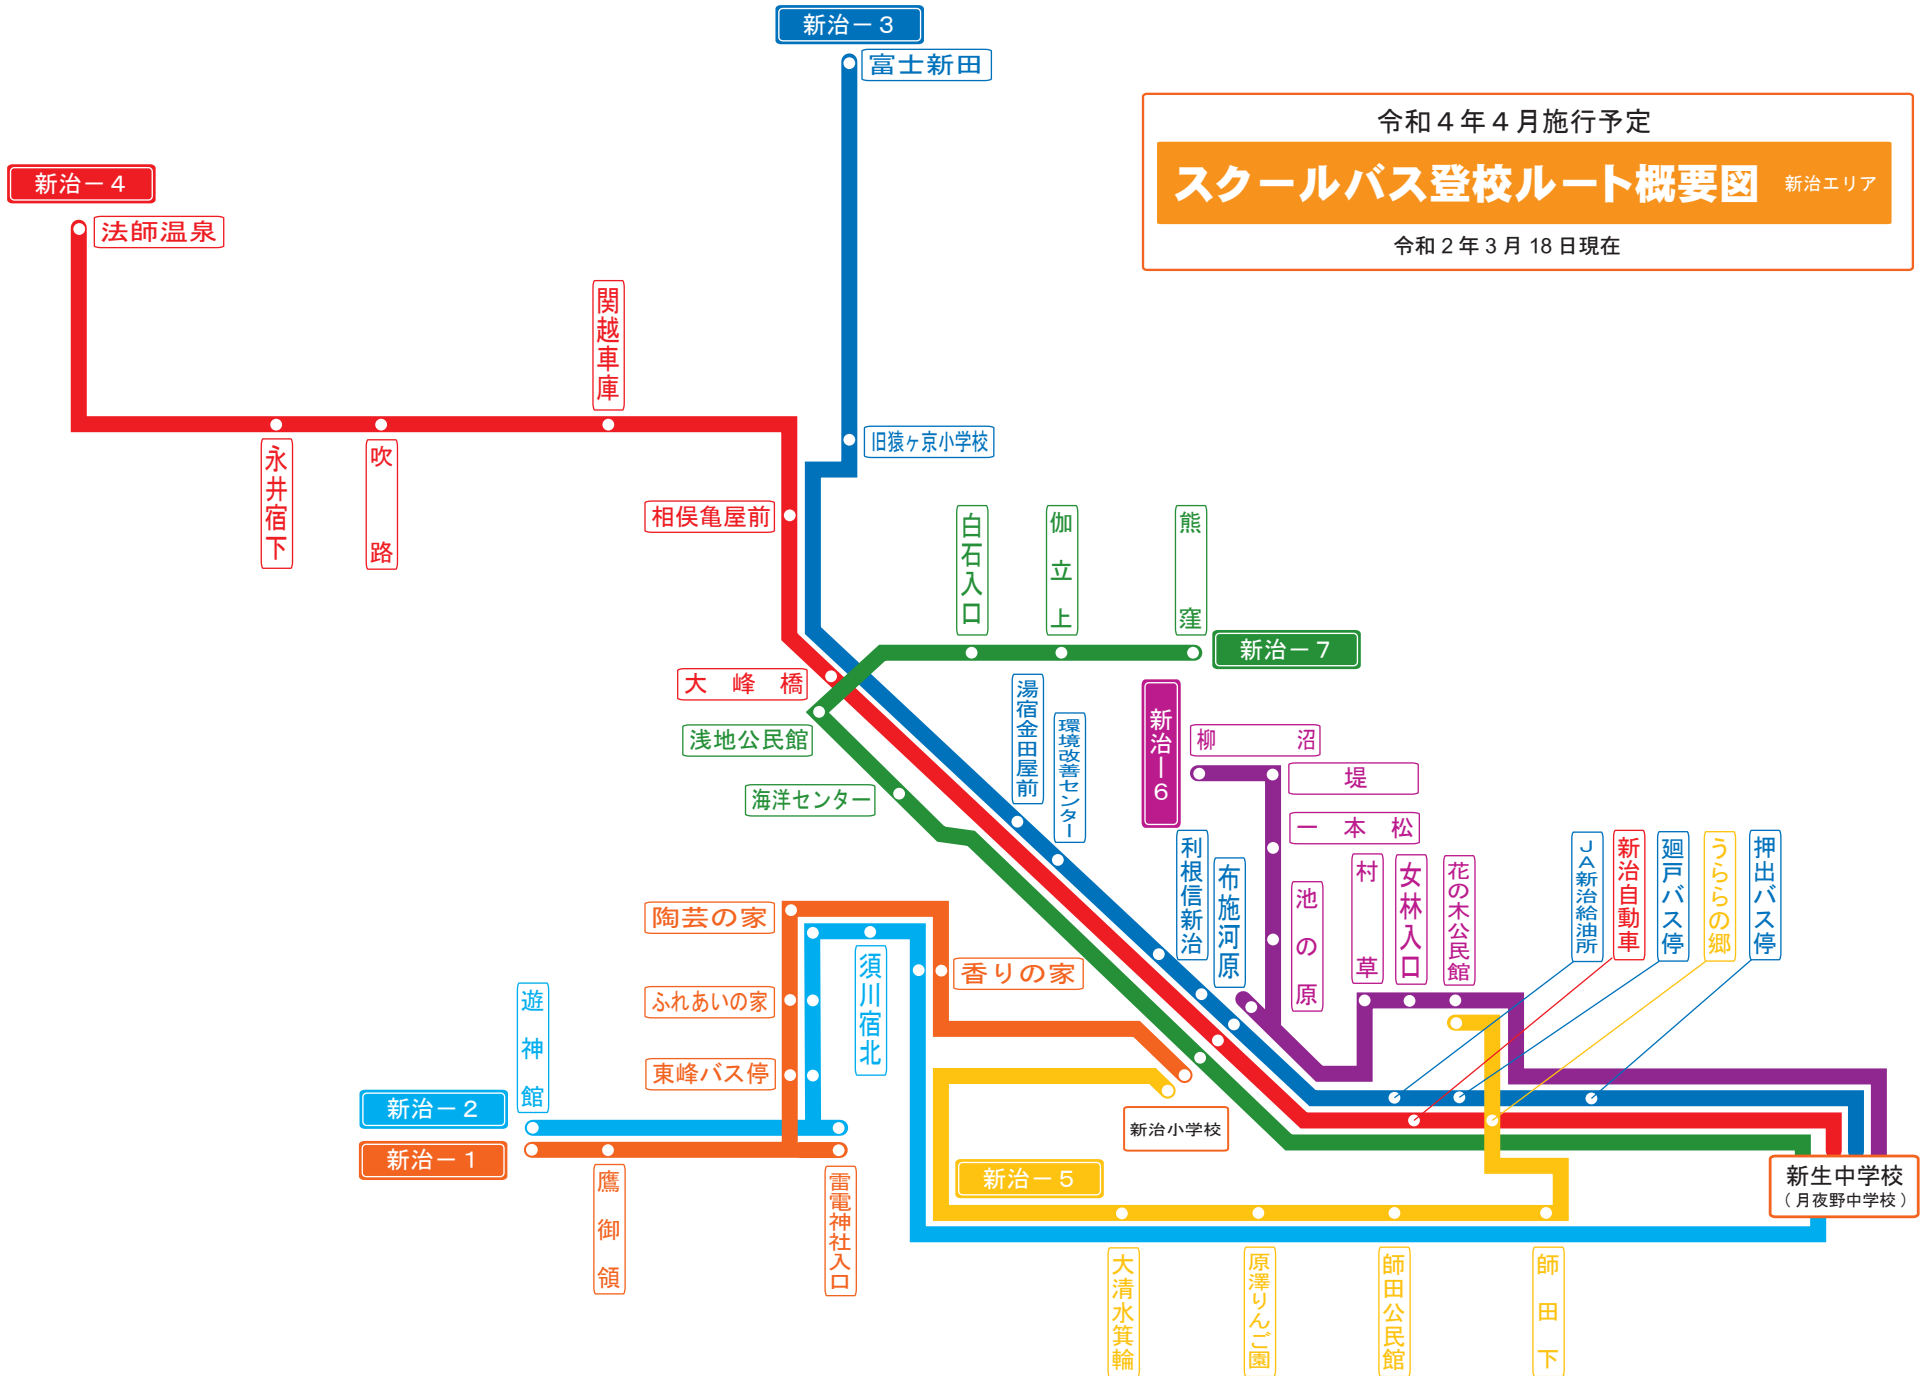 新治－３
富士新田
令和４年４月施行予定
スクールバス登校ルート概要図 新治エリア
令和２年３月18日現在
新治－４
法師温泉
関越車庫
永井宿下
吹路
旧猿ヶ京小学校
相俣亀屋前
白石入口
伽立上
熊窪
新治－７
大峰橋
浅地公民館
海洋センター
湯宿金田屋前
環境改善センター
新治－６
柳沼
堤
一本松
利根信新治
布施河原
池の原
村草
女林入口
花の木公民館
ＪＡ新治給油所
新治自動車
廻戸バス停
うららの郷
押出バス停
陶芸の家
香りの家
ふれあいの家
須川宿北
東峰バス停
遊神館
新治－２
新治－１
鷹御領
雷電神社入口
新治小学校
新治－５
新生中学校
（月夜野中学校）
大清水箕輪
原澤りんご園
師田公民館
師田下